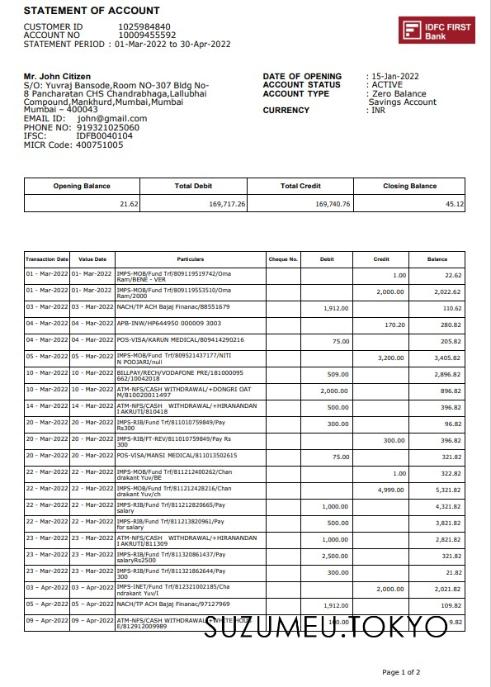 STATEMENT OF ACCOUNT
CUSTOMER ID 1025984840
ACCOUNT NO 10009455592
STATEMENT PERIOD : 01-Mar-2022 to 30-Apr-2022
IDFC FIRST
Bank
Mr. John Citizen
S/O: Yuvraj Bansode,Room NO-307 Bldg No-
8 Pancharatan CHS Chandrabhaga,Lallubhai
Compound,Mankhurd,Mumbai,Mumbai
Mumbai – 400043
EMAIL ID: john@gmail.com
PHONE NO: 919321025060
IFSC: IDFB0040104
MICR Code: 400751005
DATE OF OPENING : 15-Jan-2022
ACCOUNT STATUS : ACTIVE
ACCOUNT TYPE : Zero Balance
Savings Account
CURRENCY : INR
Opening Balance Total Debit Total Credit Closing Balance
21.62 169,717.26 169,740.76 45.12
Transaction Date Value Date Particulars Cheque No. Debit Credit Balance
01 - Mar-2022 01- Mar-2022 IMPS-MOB/Fund Trf/809119519742/Oma 1.00 22.62
Ram/BENE - VER
01 - Mar-2022 01- Mar-2022 IMPS-MOB/Fund Trf/809119553510/Oma 2,000.00 2,022.62
Ram/2000
03 - Mar-2022 03 - Mar-2022 NACH/TP ACH Bajaj Finanac/88551679 1,912.00 110.62
04 - Mar-2022 04 - Mar-2022 APB-INW/HP644950 000009 3003 170.20 280.82
04 - Mar-2022 04 - Mar-2022 POS-VISA/KARUN MEDICAL/809414290216 75.00 205.82
05 - Mar-2022 05 - Mar-2022 IMPS-MOB/Fund Trf/809521437177/NITI 3,200.00 3,405.82
N POOJARI/null
10 - Mar-2022 10 - Mar-2022 BILLPAY/RECH/VODAFONE PRE/181000095 509.00 2,896.82
662/10042018
10 - Mar-2022 10 - Mar-2022 ATM-NFS/CASH WITHDRAWAL/+DONGRE OAT 2,000.00 896.82
M/810020011497
14 - Mar-2022 14 - Mar-2022 ATM-NFS/CASH WITHDRAWAL/+HIRANANDAN 500.00 396.82
I AKRUTI/810418
20 - Mar-2022 20 - Mar-2022 IMPS-RIB/Fund Trf/811010759849/Pay 300.00 96.82
Rs300
20 - Mar-2022 20 - Mar-2022 IMPS-RIB/FT-REV/811010759849/Pay Rs 300.00 396.82
300
20 - Mar-2022 20 - Mar-2022 POS-VISA/MANSI MEDICAL/811013502615 75.00 321.82
22 - Mar-2022 22 - Mar-2022 IMPS-MOB/Fund Trf/811212400262/Chan 1.00 322.82
drakant Yuv/BE
22 - Mar-2022 22 - Mar-2022 IMPS-MOB/Fund Trf/811212428216/Chan 4,999.00 5,321.82
drakant Yuv/ch
22 - Mar-2022 22 - Mar-2022 IMPS-RIB/Fund Trf/811212820665/Pay 1,000.00 4,321.82
salary
22 - Mar-2022 22 - Mar-2022 IMPS-RIB/Fund Trf/811213820961/Pay 500.00 3,821.82
for salary
23 - Mar-2022 23 - Mar-2022 ATM-NFS/CASH WITHDRAWAL/+HIRANANDAN 1,000.00 2,821.82
I AKRUTI/811309
23 - Mar-2022 23 - Mar-2022 IMPS-RIB/Fund Trf/811320861437/Pay 2,500.00 321.82
salaryRs2500
23 - Mar-2022 23 - Mar-2022 IMPS-RIB/Fund Trf/811321862644/Pay 300.00 21.82
300
03 – Apr-2022 03 – Apr-2022 IMPS-INET/Fund Trf/812321002185/Cha 2,000.00 2,021.82
ndrakant Yuv/I
05 – Apr-2022 05 – Apr-2022 NACH/TP ACH Bajaj Finanac/97127969 1,912.00 109.82
09 – Apr-2022 09 – Apr-2022 ATM-NFS/CASH WITHDRAWAL/+WHITE HOUS 100.00 9.82
E/812912009989
SUZUMEU.TOKYO
Page 1 of 2